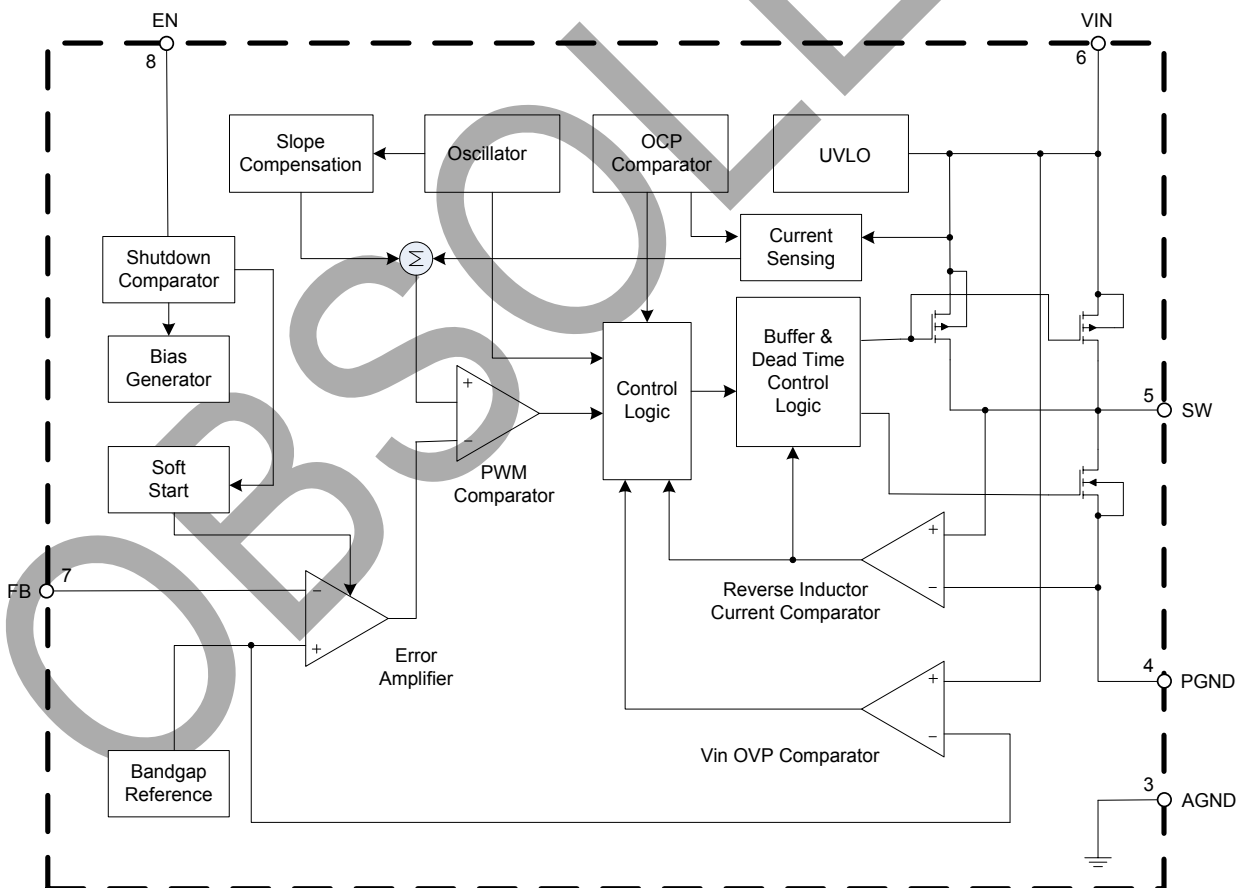 EN
VIN
8
6
Slope
Compensation
Oscillator
OCP
Comparator
UVLO
Current
Sensing
Shutdown
Comparator
Σ
Bias
Generator
Buffer &
Dead Time
Control
Logic
Control
Logic
+
−
PWM
Comparator
5
SW
Soft
Start
+
−
Reverse Inductor
Current Comparator
FB
7
−
+
Error
Amplifier
4
PGND
+
−
Vin OVP Comparator
Bandgap
Reference
3
AGND
OBSOLE